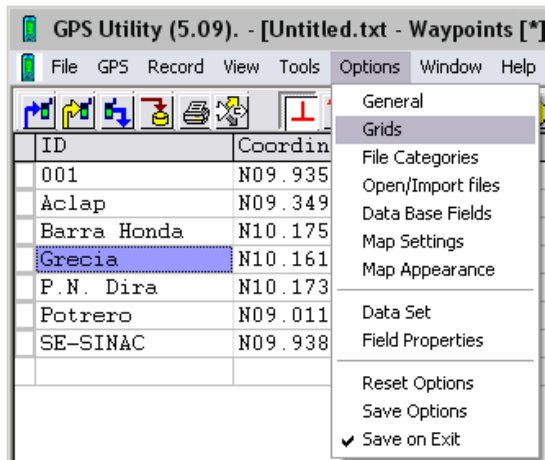 GPS Utility (5.09). - [Untitled.txt - Waypoints [*]
File GPS Record View Tools Options Window Help
General
Grids
File Categories
Open/Import files
Data Base Fields
Map Settings
Map Appearance
Data Set
Field Properties
Reset Options
Save Options
Save on Exit
ID Coordin
001 N09.935
Aclap N09.349
Barra Honda N10.175
Grecia N10.161
P.N. Dira N10.173
Potrero N09.011
SE-SINAC N09.938